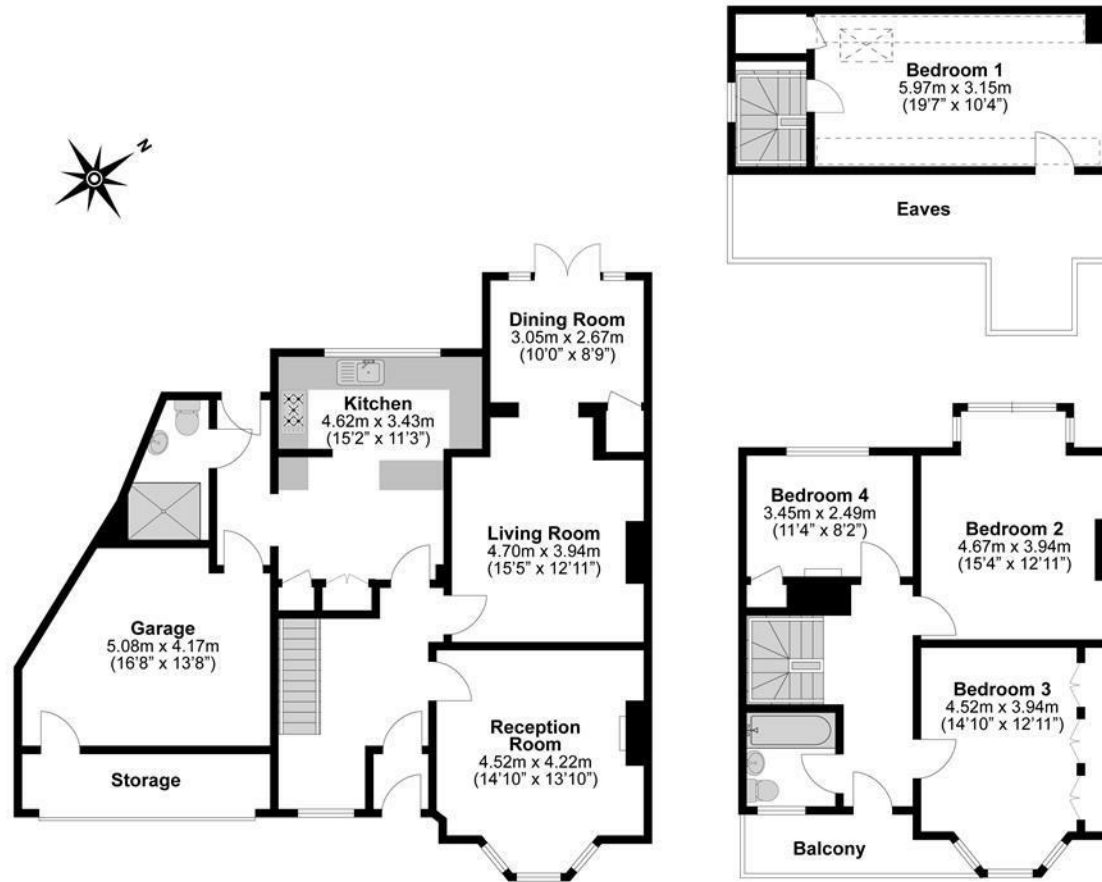 Bedroom 1
5.97m x 3.15m
(19'7" x 10'4")
Eaves
N
Dining Room
3.05m x 2.67m
(10'0" x 8'9")
Kitchen
4.62m x 3.43m
(15'2" x 11'3")
Living Room
4.70m x 3.94m
(15'5" x 12'11")
Garage
5.08m x 4.17m
(16'8" x 13'8")
Reception
Room
4.52m x 4.22m
(14'10" x 13'10")
Storage
Bedroom 4
3.45m x 2.49m
(11'4" x 8'2")
Bedroom 2
4.67m x 3.94m
(15'4" x 12'11")
Bedroom 3
4.52m x 3.94m
(14'10" x 12'11")
Balcony